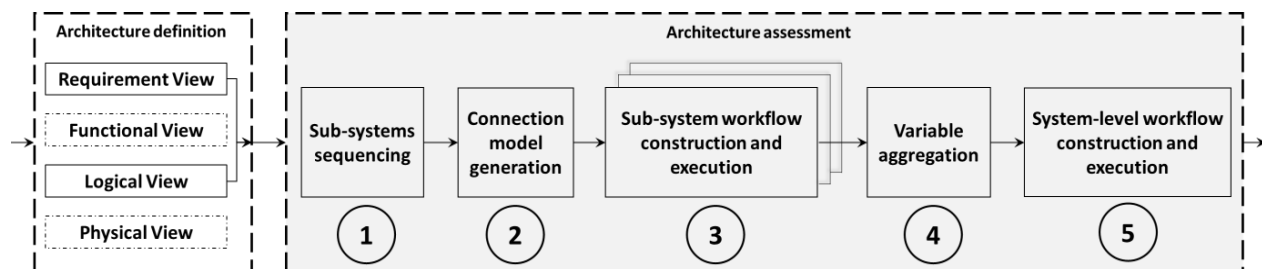 Architecture definition
Requirement View
Functional View
Logical View
Physical View
Architecture assessment
Sub-systems
sequencing
1
Connection
model
generation
2
Sub-system workflow
construction and
execution
3
Variable
aggregation
4
System-level workflow
construction and
execution
5